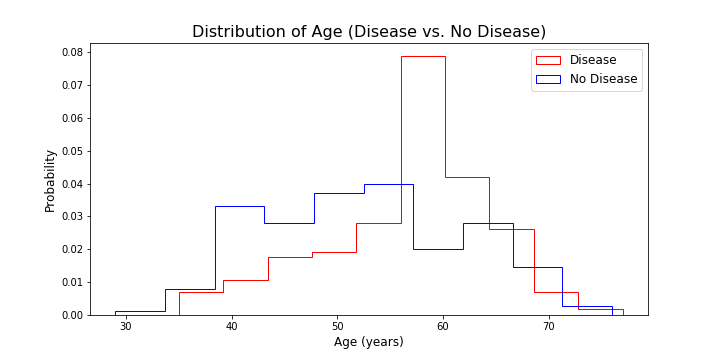 Distribution of Age (Disease vs. No Disease)
Disease
No Disease
Probability
0.08
0.07
0.06
0.05
0.04
0.03
0.02
0.01
0.00
30 40 50 60 70
Age (years)